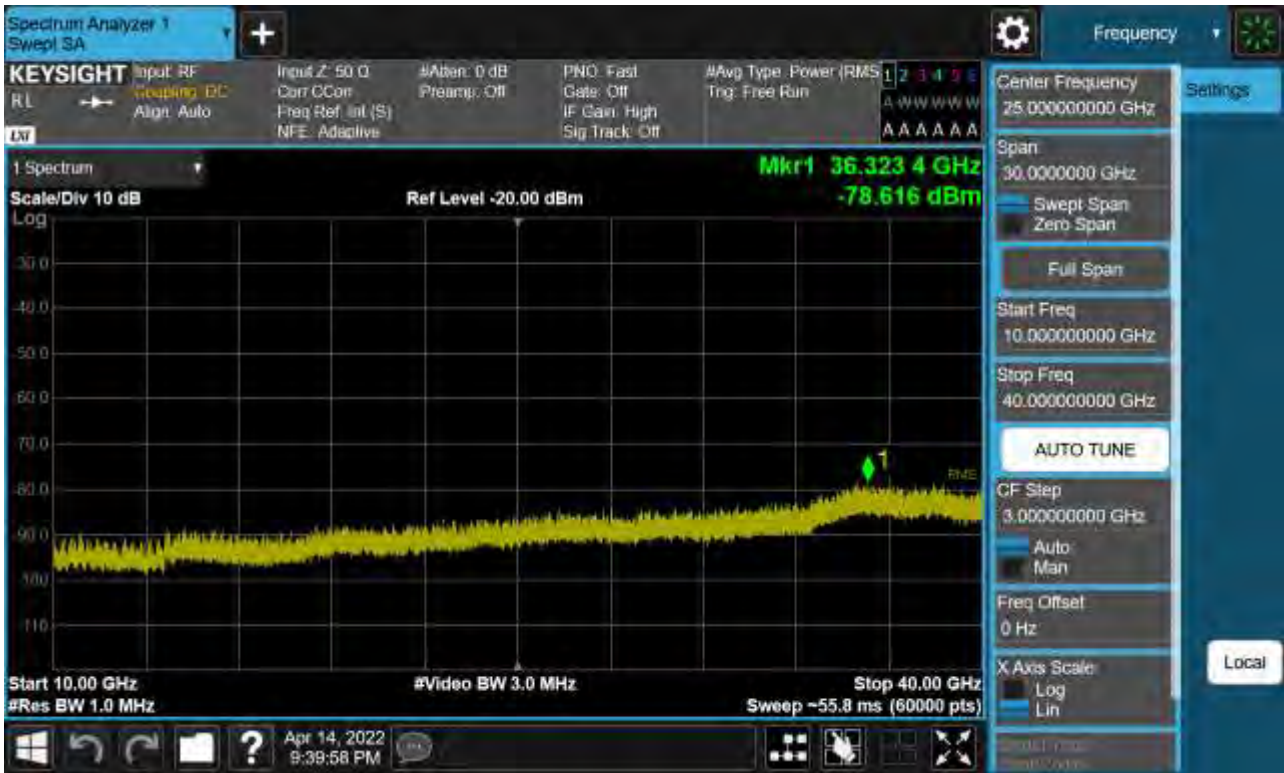 Spectrum Analyzer 1
Swept SA
Frequency
KEYSIGHT
RL
LXI
Input: RF
Coupling: DC
Align: Auto
Input Z: 50 Ω
Corr CCorr
Freq Ref: Int (S)
NFE: Adaptive
#Atten: 0 dB
Preamp: Off
PNO: Fast
Gate: Off
IF Gain: High
Sig Track: Off
#Avg Type: Power (RMS
Trig: Free Run
1 2 3 4 5 6
A W W W W W
A A A A A A
1 Spectrum
Scale/Div 10 dB
Log
Ref Level -20.00 dBm
Mkr1 36.323 4 GHz
-78.616 dBm
-30.0
-40.0
-50.0
-60.0
-70.0
-80.0
-90.0
-100
-110
1
RMS
Start 10.00 GHz
#Res BW 1.0 MHz
#Video BW 3.0 MHz
Stop 40.00 GHz
Sweep ~55.8 ms (60000 pts)
Apr 14, 2022
9:39:58 PM
?
Center Frequency
25.000000000 GHz
Span
30.0000000 GHz
Swept Span
Zero Span
Full Span
Start Freq
10.000000000 GHz
Stop Freq
40.000000000 GHz
AUTO TUNE
CF Step
3.000000000 GHz
Auto
Man
Freq Offset
0 Hz
X Axis Scale
Log
Lin
Settings
Local